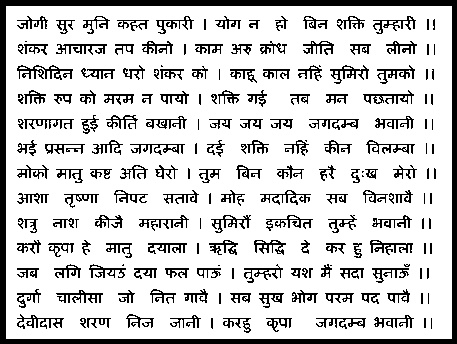 जोगी सुर मुनि कहत पुकारी । योग न हो बिन शक्ति तुम्हारी ।।
शंकर आचारज तप कीनो । काम अरु क्रोध जीति सब लीनो ।।
निशिदिन ध्यान धरो शंकर को । काहू काल नहिं सुमिरो तुमको ।।
शक्ति रुप को मरम न पायो । शक्ति गई तब मन पछतायो ।।
शरणागत हुई कीर्ति बखानी । जय जय जय जगदम्ब भवानी ।।
भई प्रसन्न आदि जगदम्बा । दई शक्ति नहिं कीन विलम्बा ।।
मोको मातु कष्ट अति घेरो । तुम बिन कौन हरै दुःख मेरो ।।
आशा तृष्णा निपट सतावे । मोह मदादिक सब विनशावै ।।
शत्रु नाश कीजै महारानी । सुमिरौं इकचित तुम्हें भवानी ।।
करौ कृपा हे मातु दयाला । ऋद्धि सिद्धि दे कर हु निहाला ।।
जब लगि जियउं दया फल पाऊं । तुम्हरो यश मैं सदा सुनाऊँ ।।
दुर्गा चालीसा जो नित गावै । सब सुख भोग परम पद पावै ।।
देवीदास शरण निज जानी । करहु कृपा जगदम्ब भवानी ।।